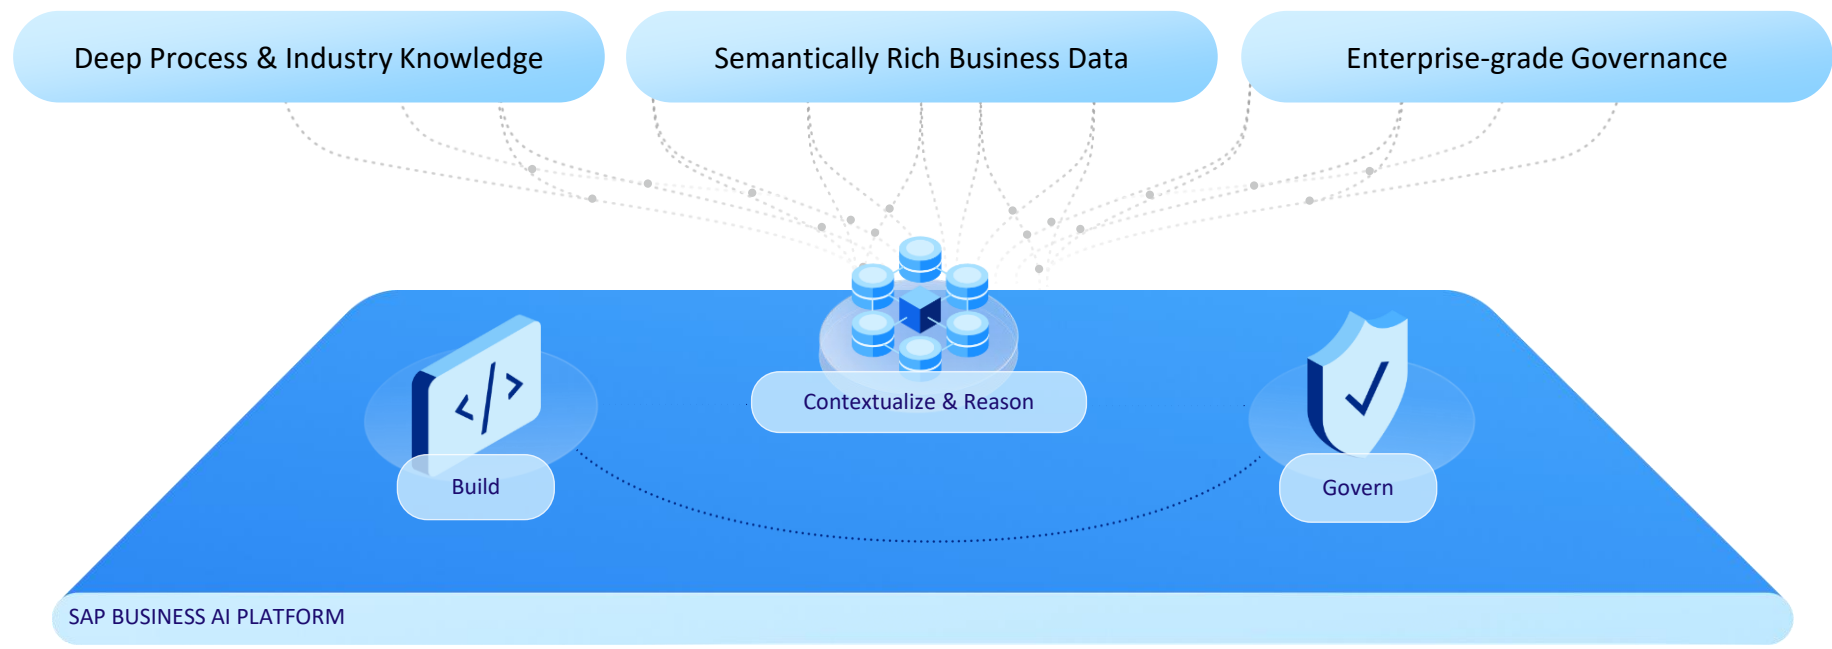 Deep Process & Industry Knowledge
Semantically Rich Business Data
Enterprise-grade Governance
</>
Contextualize & Reason
Build
Govern
SAP BUSINESS AI PLATFORM